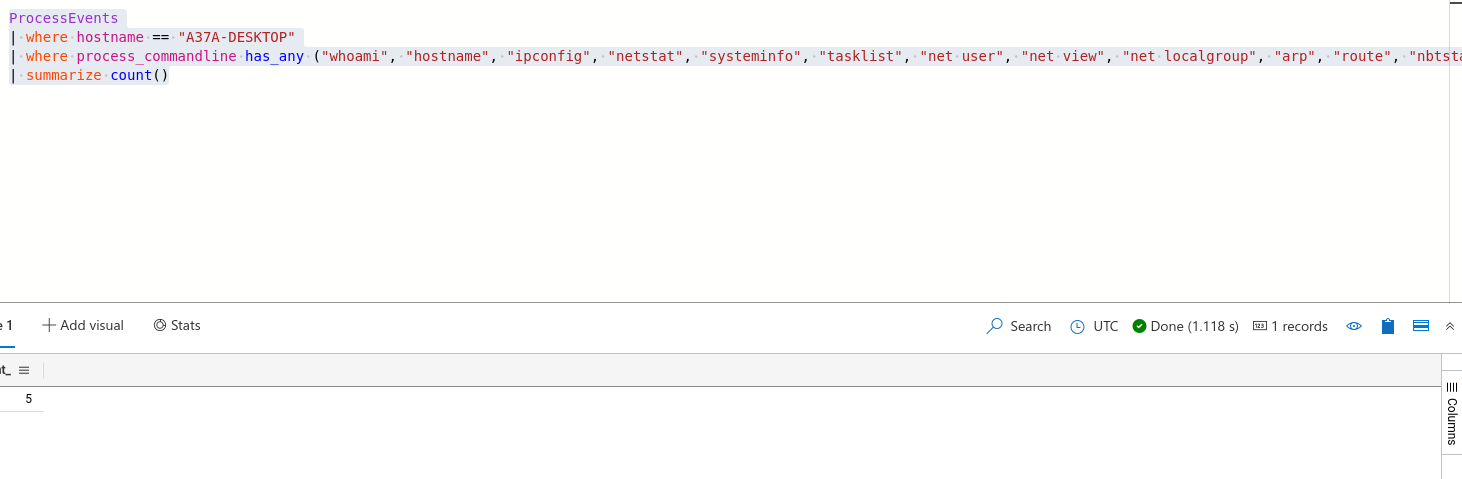 ProcessEvents
| where hostname == "A37A-DESKTOP"
| where process_commandline has_any ("whoami", "hostname", "ipconfig", "netstat", "systeminfo", "tasklist", "net user", "net view", "net localgroup", "arp", "route", "nbtsta
| summarize count()
e 1
Add visual
Stats
Search
UTC
Done (1.118 s)
123
1 records
t_
5
Columns